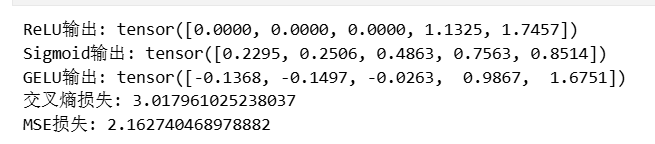 ReLU输出: tensor([0.0000, 0.0000, 0.0000, 1.1325, 1.7457])
Sigmoid输出: tensor([0.2295, 0.2506, 0.4863, 0.7563, 0.8514])
GELU输出: tensor([-0.1368, -0.1497, -0.0263,  0.9867,  1.6751])
交叉熵损失: 3.017961025238037
MSE损失: 2.162740468978882